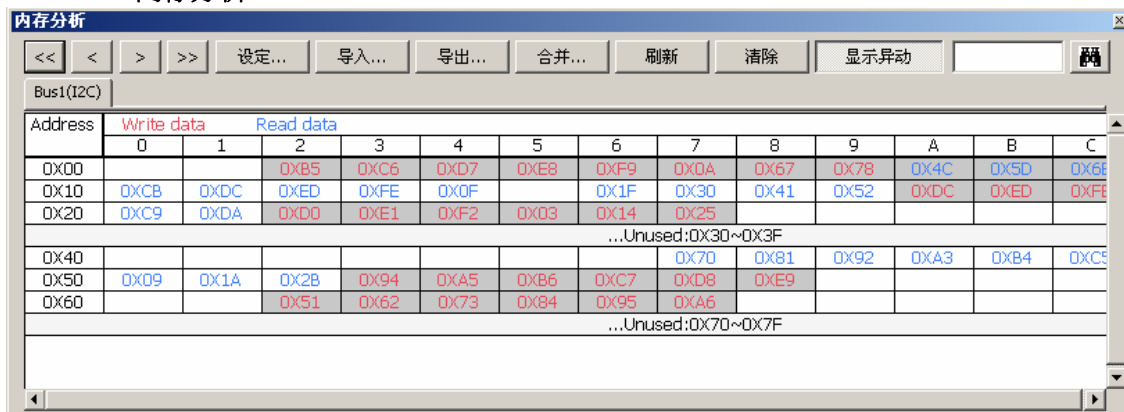 内存分析
<< < > >> 设定... 导入... 导出... 合并... 刷新 清除 显示异动
Bus1(I2C)
Address Write data Read data
0 1 2 3 4 5 6 7 8 9 A B C
0X00 0XB5 0XC6 0XD7 0XE8 0XF9 0X0A 0X67 0X78 0X4C 0X5D
0X10 0XCB 0XDC 0XED 0XFE 0X0F 0X1F 0X30 0X41 0X52 0XDC 0XED 0XFE
0X20 0XC9 0XDA 0XD0 0XE1 0XF2 0X03 0X14 0X25
...Unused:0X30~0X3F
0X40 0X70 0X81 0X92 0XA3 0XB4 0XC5
0X50 0X09 0X1A 0X2B 0X94 0XA5 0XB6 0XC7 0XD8 0XE9
0X60 0X51 0X62 0X73 0X84 0X95 0XA6
...Unused:0X70~0X7F